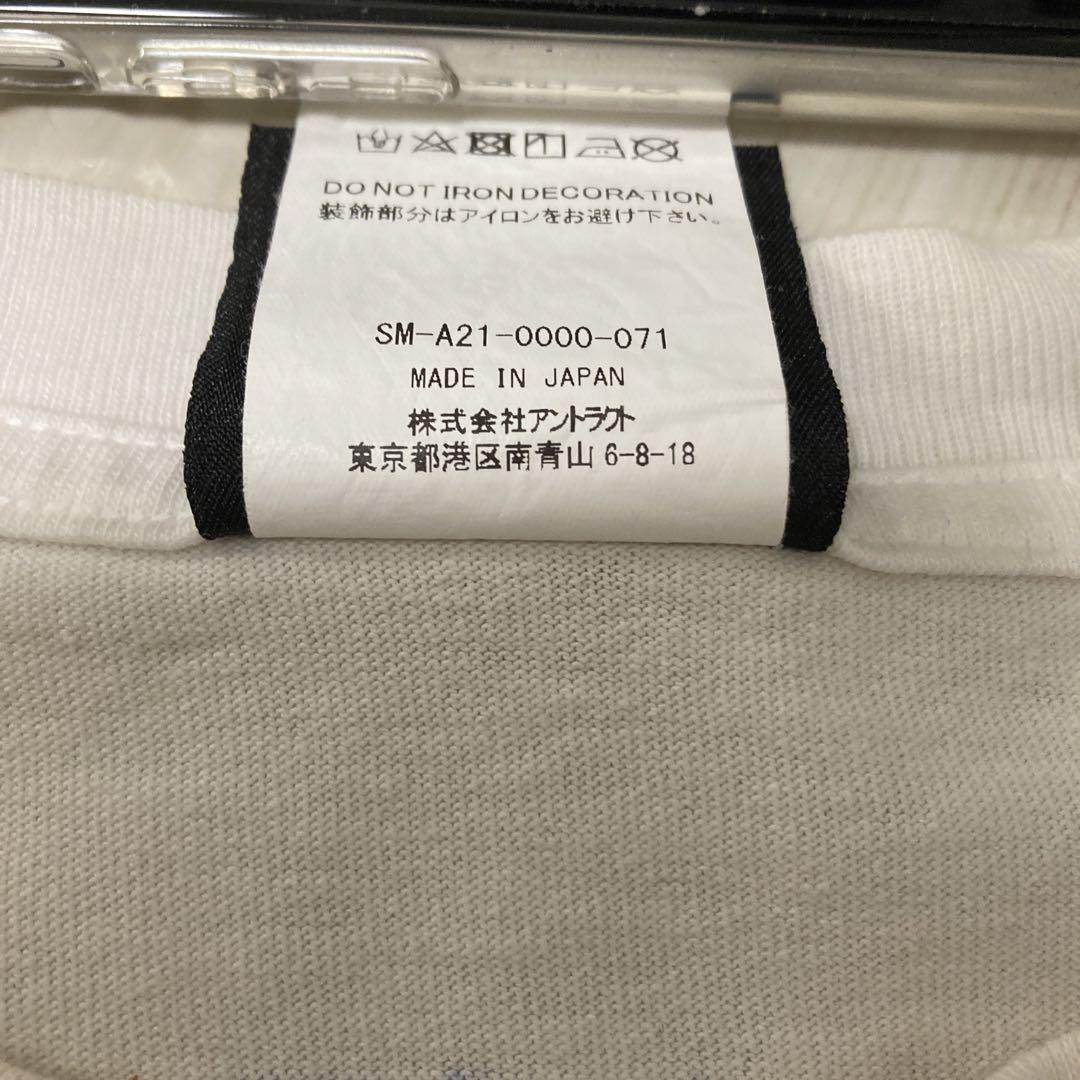 DO NOT IRON DECORATION
装飾部分はアイロンをお避け下さい。
SM-A21-0000-071
MADE IN JAPAN
株式会社アントラクト
東京都港区南青山 6-8-18